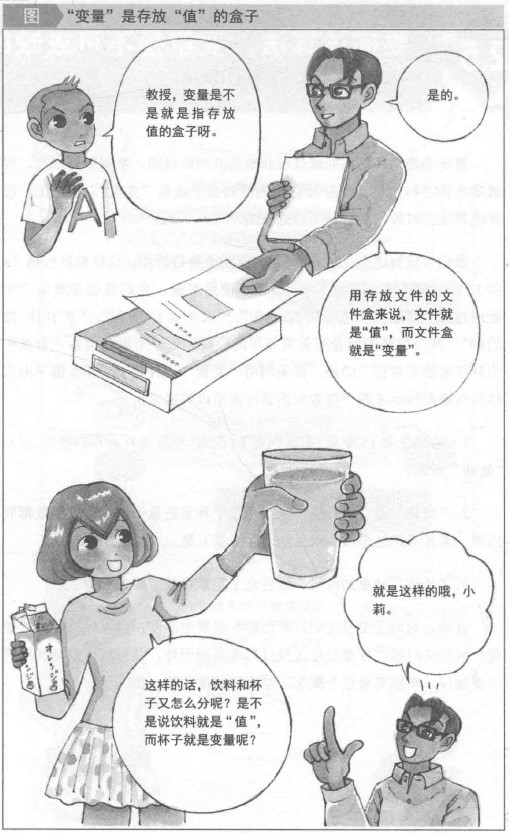 图 “变量”是存放“值”的盒子
教授，变量是不
是就是指存放
值的盒子呀。
是的。
用存放文件的文
件盒来说，文件就
是“值”，而文件盒
就是“变量”。
就是这样的哦，小
莉。
オレンジ
这样的话，饮料和杯
子又怎么分呢？是不
是说饮料就是“值”，
而杯子就是变量呢？